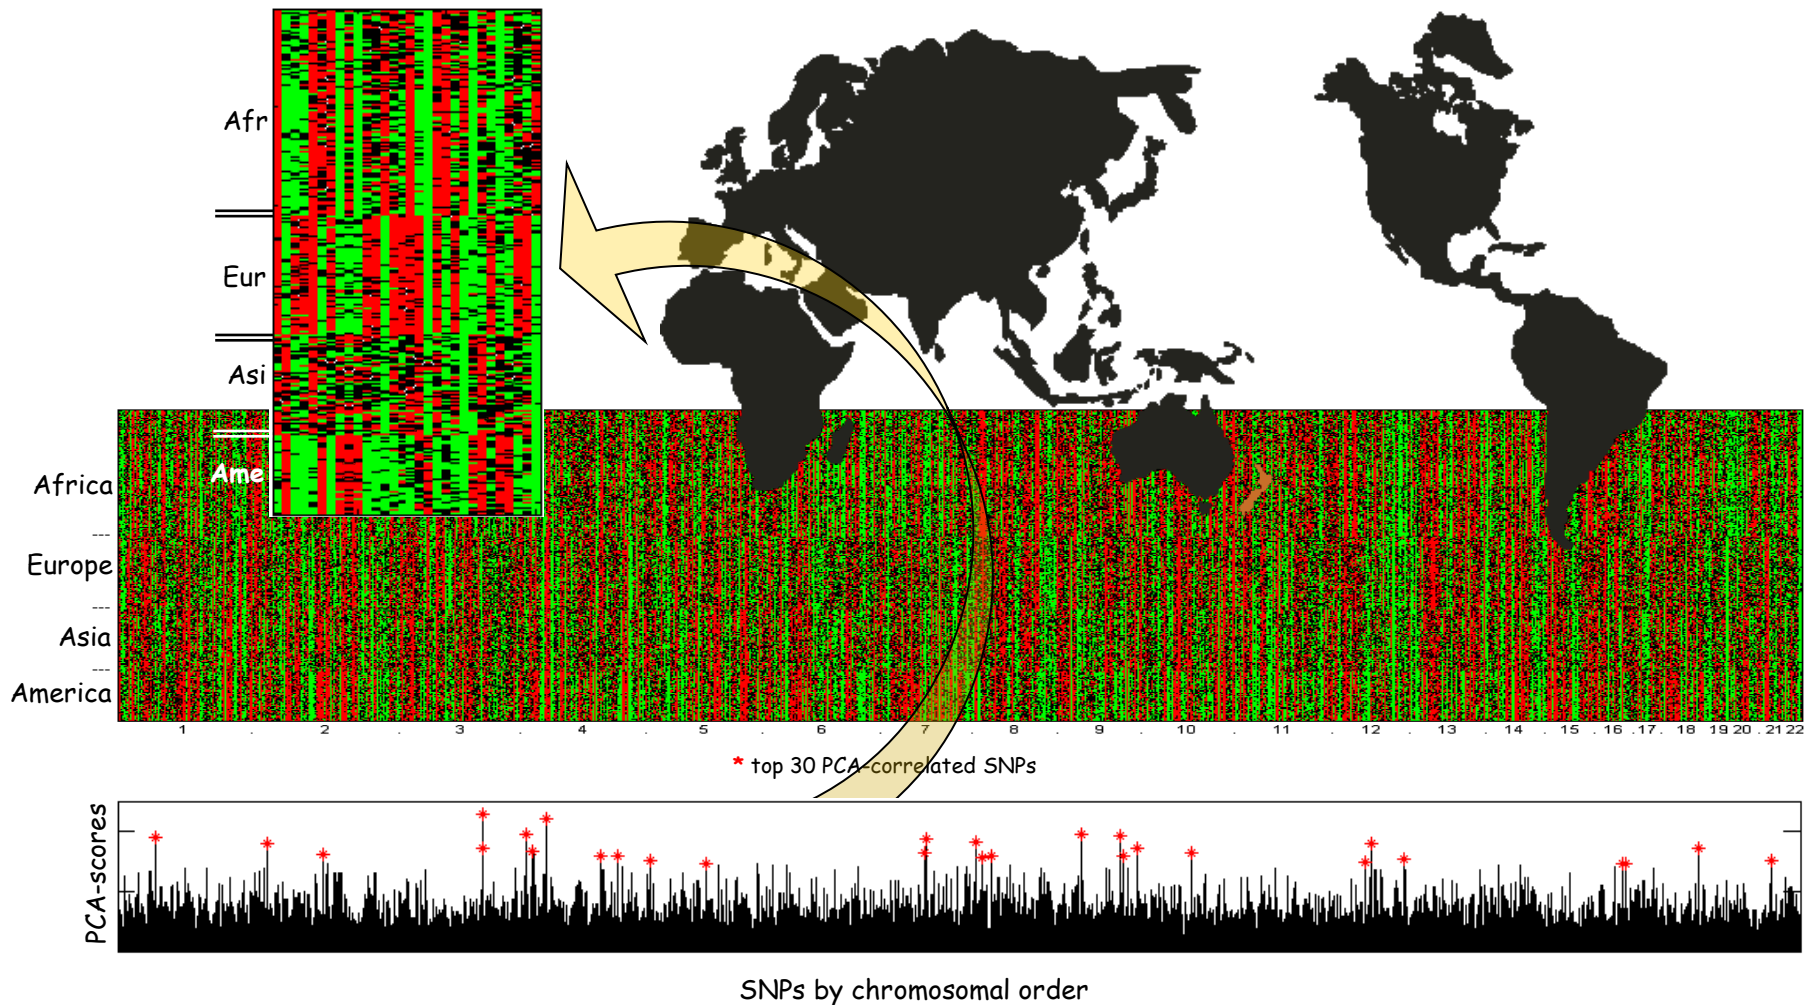 Afr
Eur
Asi
Ame
Africa
---
Europe
---
Asia
---
America
1 . 2 . 3 . 4 . 5 . 6 . 7 . 8 . 9 . 10 . 11 . 12 . 13 . 14 . 15 . 16 . 17 . 18 . 19 20 . 21 22
* top 30 PCA-correlated SNPs
PCA-scores
SNPs by chromosomal order